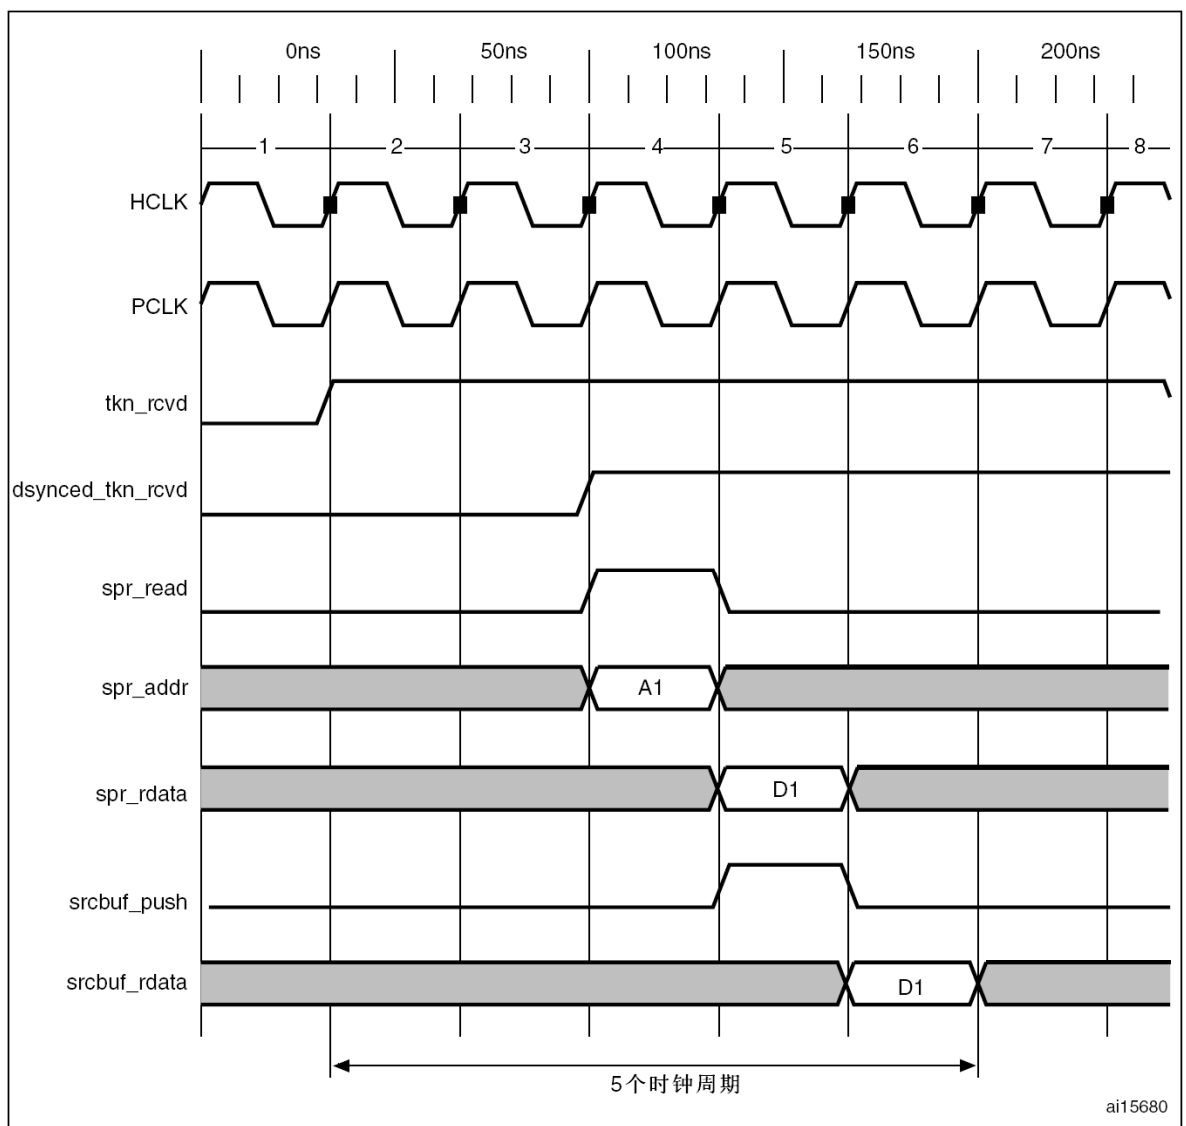 0ns 50ns 100ns 150ns 200ns
1 2 3 4 5 6 7 8
HCLK
PCLK
tkn_rcvd
dsynced_tkn_rcvd
spr_read
spr_addr A1
spr_rdata D1
srcbuf_push
srcbuf_rdata D1
5个时钟周期
ai15680